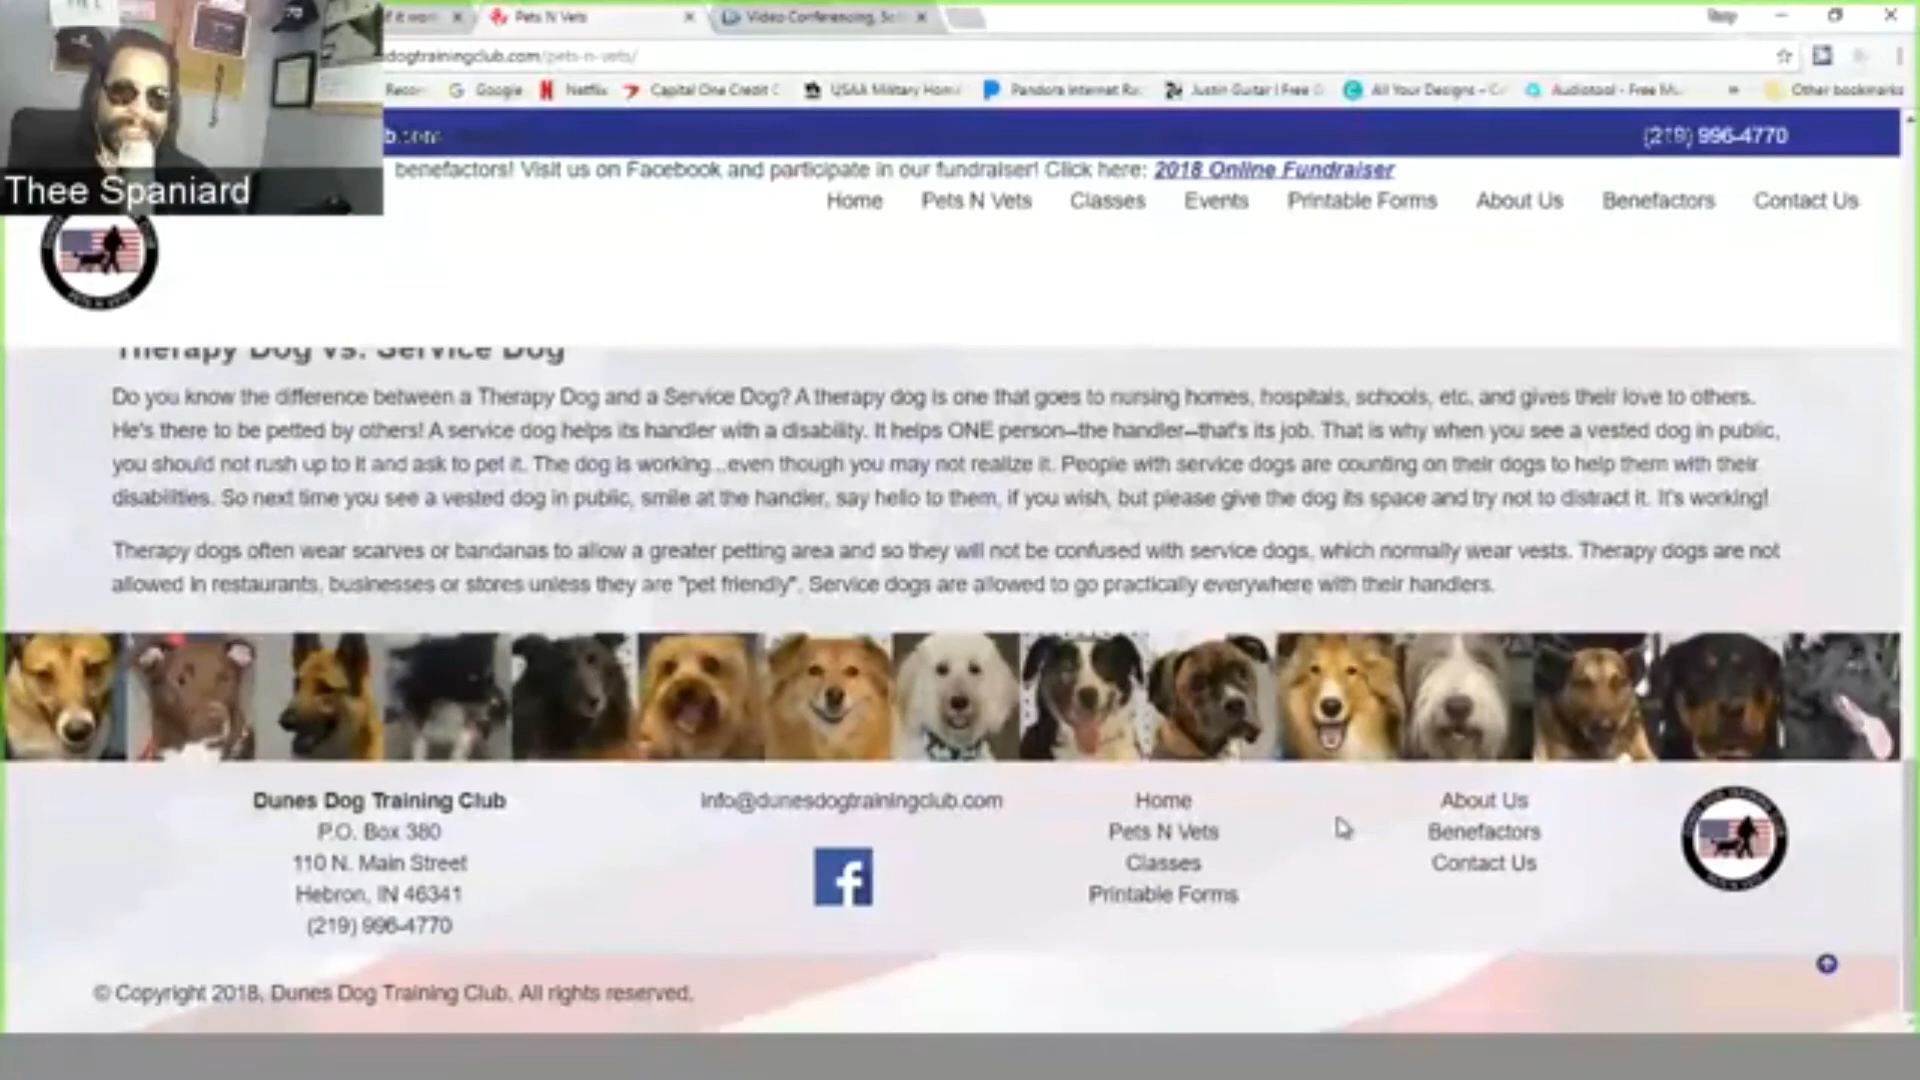 Pets N Vets
Video Conferencing,
dogtrainingclub.com/pets-n-vets/
Google
Netflix
Capital One Credit C
USAA Military Hom
Pandora Internet Ra
Justin Guitar | Free
All Your Designs - C
Audiotool - Free Mu
Other bookmarks
b.com
(219) 996-4770
benefactors! Visit us on Facebook and participate in our fundraiser! Click here: 2018 Online Fundraiser
Thee Spaniard
Home Pets N Vets Classes Events Printable Forms About Us Benefactors Contact Us
PETS N VETS
Therapy Dog vs. Service Dog
Do you know the difference between a Therapy Dog and a Service Dog? A therapy dog is one that goes to nursing homes, hospitals, schools, etc. and gives their love to others.
He's there to be petted by others! A service dog helps its handler with a disability. It helps ONE person--the handler--that's its job. That is why when you see a vested dog in public,
you should not rush up to it and ask to pet it. The dog is working...even though you may not realize it. People with service dogs are counting on their dogs to help them with their
disabilities. So next time you see a vested dog in public, smile at the handler, say hello to them, if you wish, but please give the dog its space and try not to distract it. It's working!
Therapy dogs often wear scarves or bandanas to allow a greater petting area and so they will not be confused with service dogs, which normally wear vests. Therapy dogs are not
allowed in restaurants, businesses or stores unless they are "pet friendly". Service dogs are allowed to go practically everywhere with their handlers.
Dunes Dog Training Club
P.O. Box 380
110 N. Main Street
Hebron, IN 46341
(219) 996-4770
info@dunesdogtrainingclub.com
f
Home
Pets N Vets
Classes
Printable Forms
About Us
Benefactors
Contact Us
PETS N VETS
© Copyright 2018, Dunes Dog Training Club. All rights reserved.